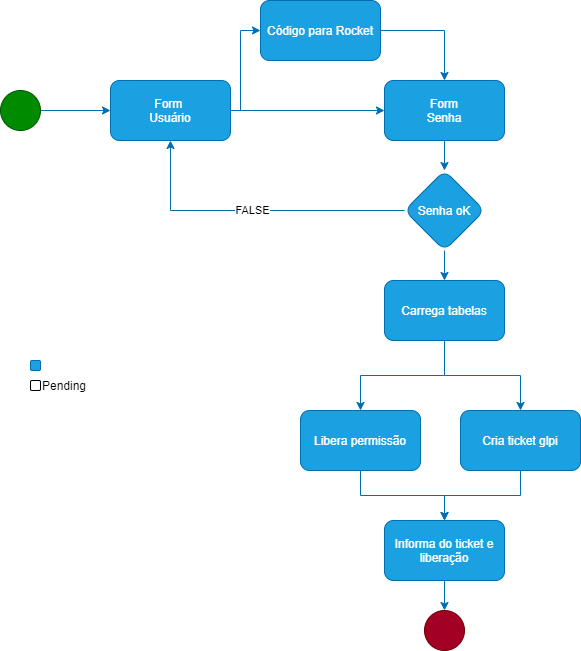 Código para Rocket
Form
Usuário
Form
Senha
FALSE
Senha oK
Carrega tabelas
Pending
Libera permissão
Cria ticket glpi
Informa do ticket e
liberação